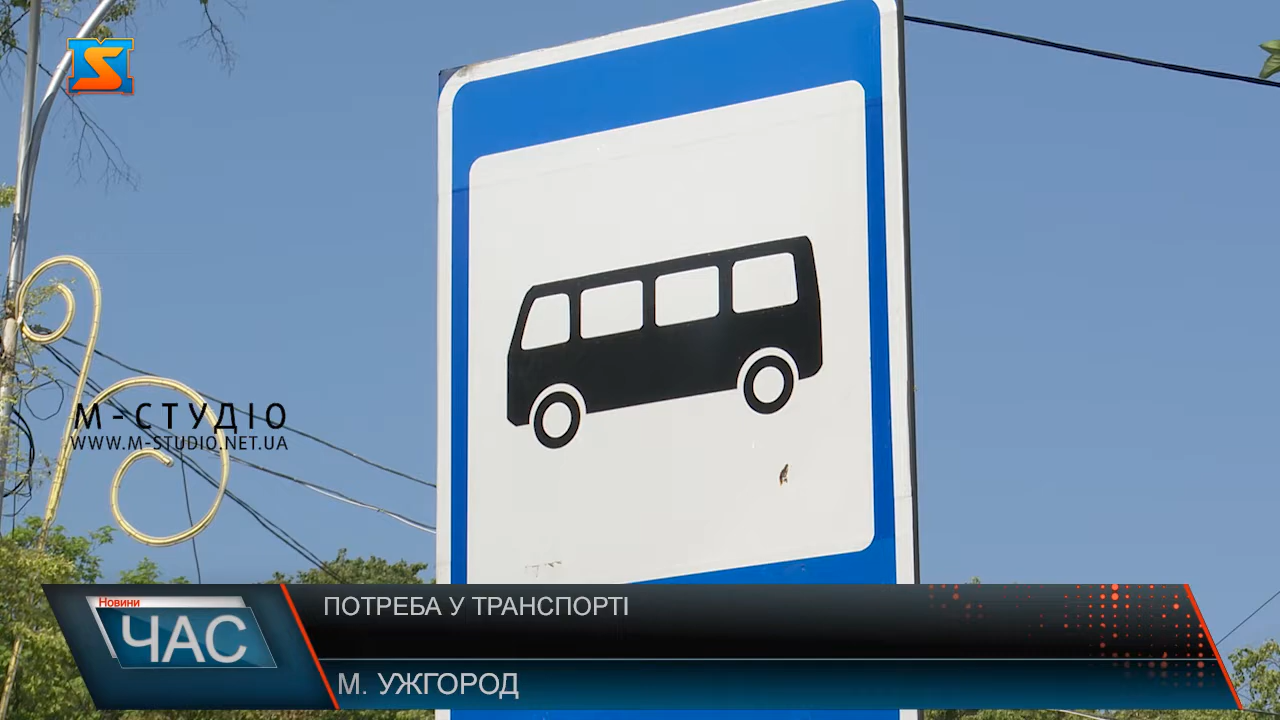 М-СТУДІО
WWW.M-STUDIO.NET.UA
Новини
ЧАС
ПОТРЕБА У ТРАНСПОРТІ
М. УЖГОРОД